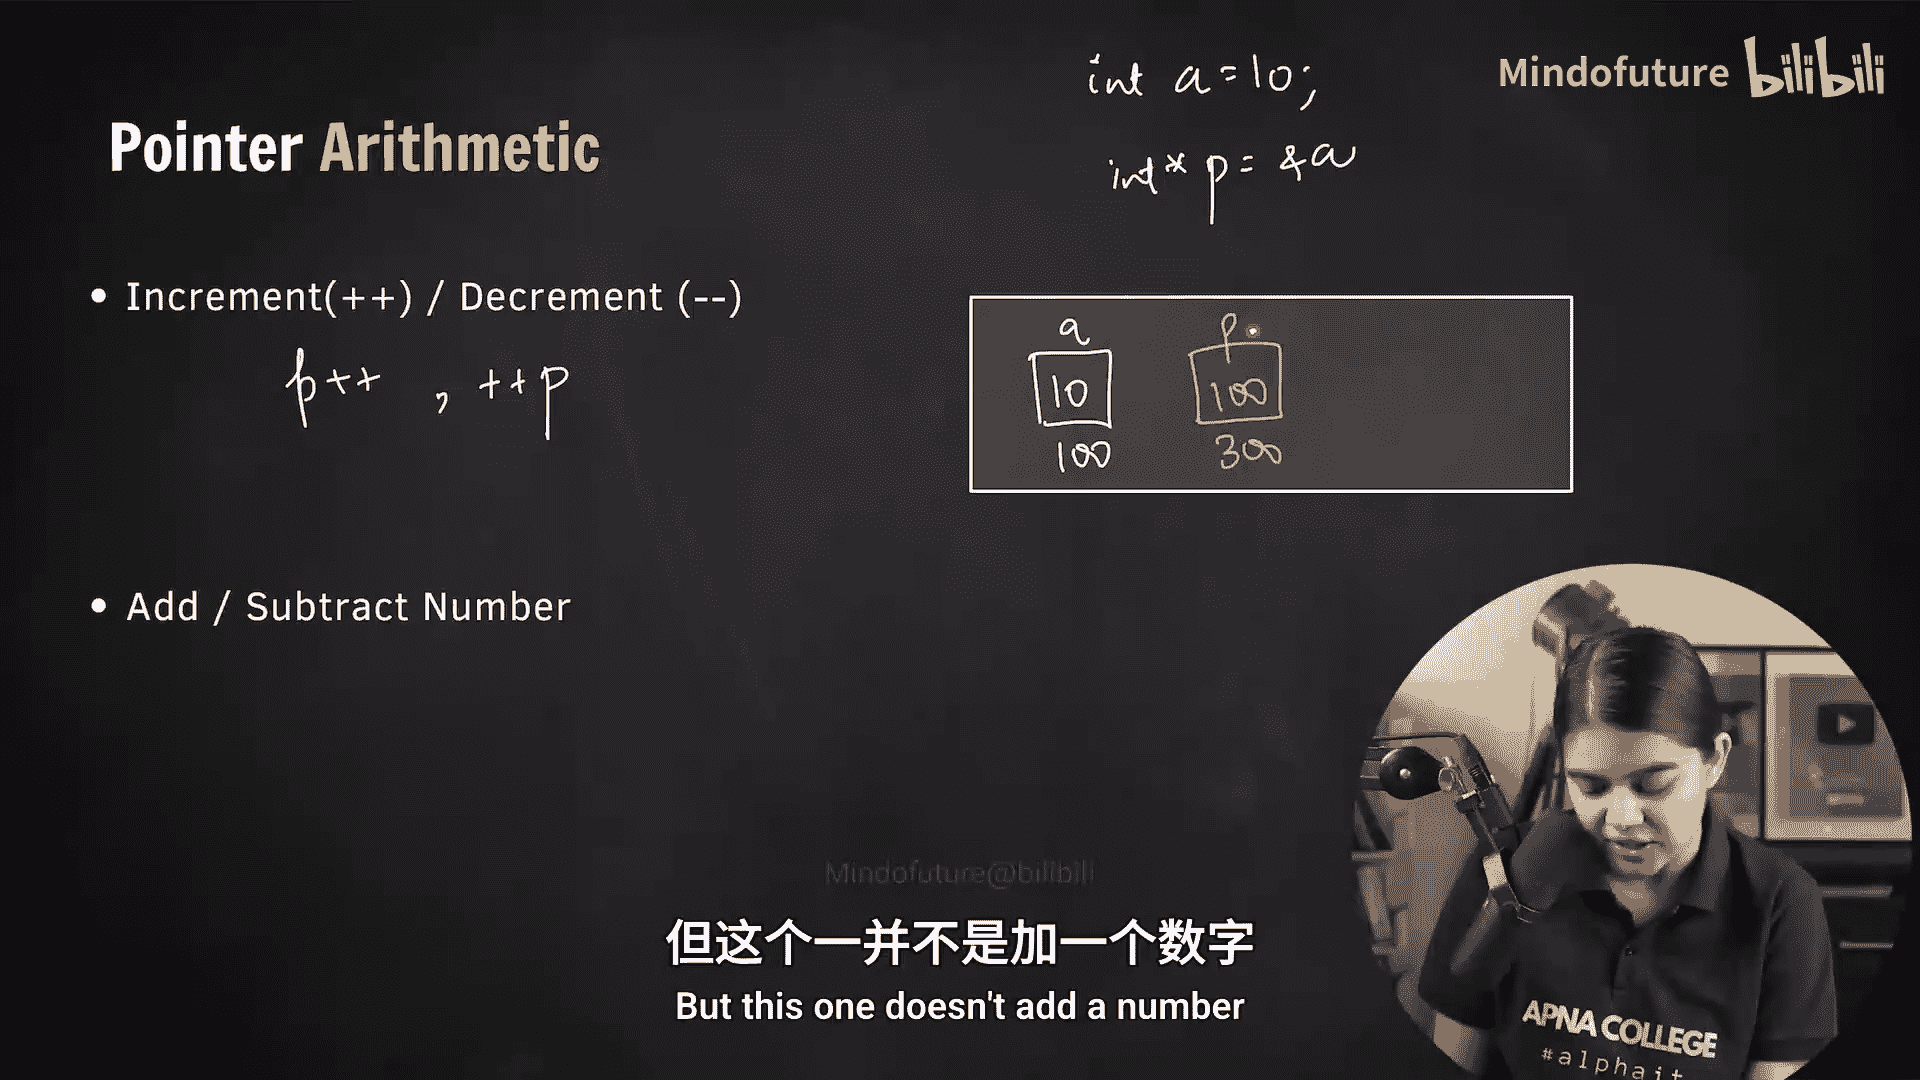 int a=10;
Mindofuture bilibili
Pointer Arithmetic
int* p= &a
• Increment(++) / Decrement (--)
p++ , ++p
a p
10 100
100 300
• Add / Subtract Number
Mindofuture@bilibili
但这个一并不是加一个数字
But this one doesn't add a number
APNA COLLEGE
#alpha